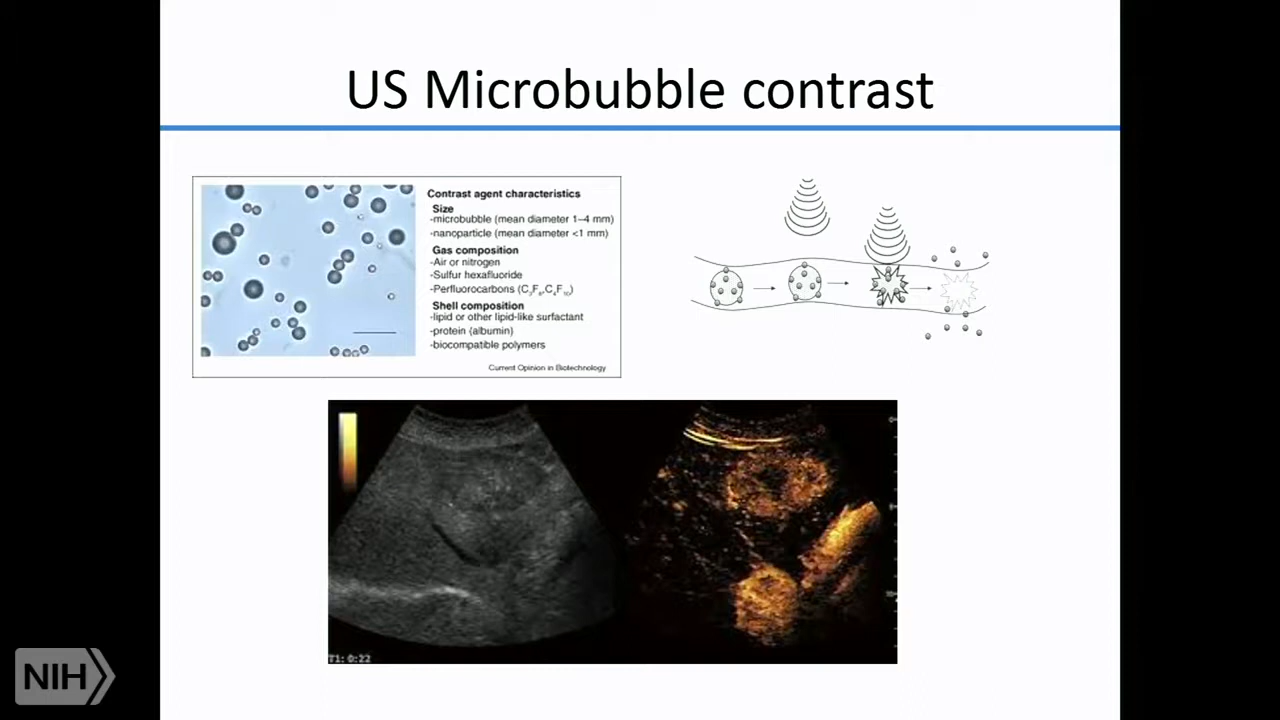 US Microbubble contrast
Contrast agent characteristics
Size
-microbubble (mean diameter 1–4 mm)
-nanoparticle (mean diameter <1 mm)
Gas composition
-Air or nitrogen
-Sulfur hexafluoride
-Perfluorocarbons (C3F8,C4F10)
Shell composition
-lipid or other lipid-like surfactant
-protein (albumin)
-biocompatible polymers
Current Opinion in Biotechnology
T1: 0:22
NIH